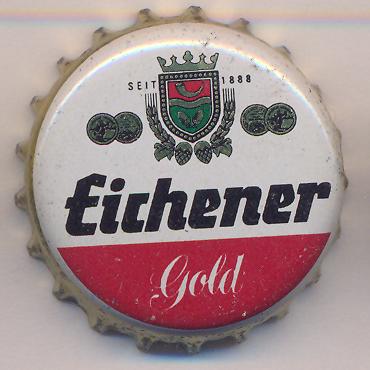 SEIT 1888
Eichener
Gold